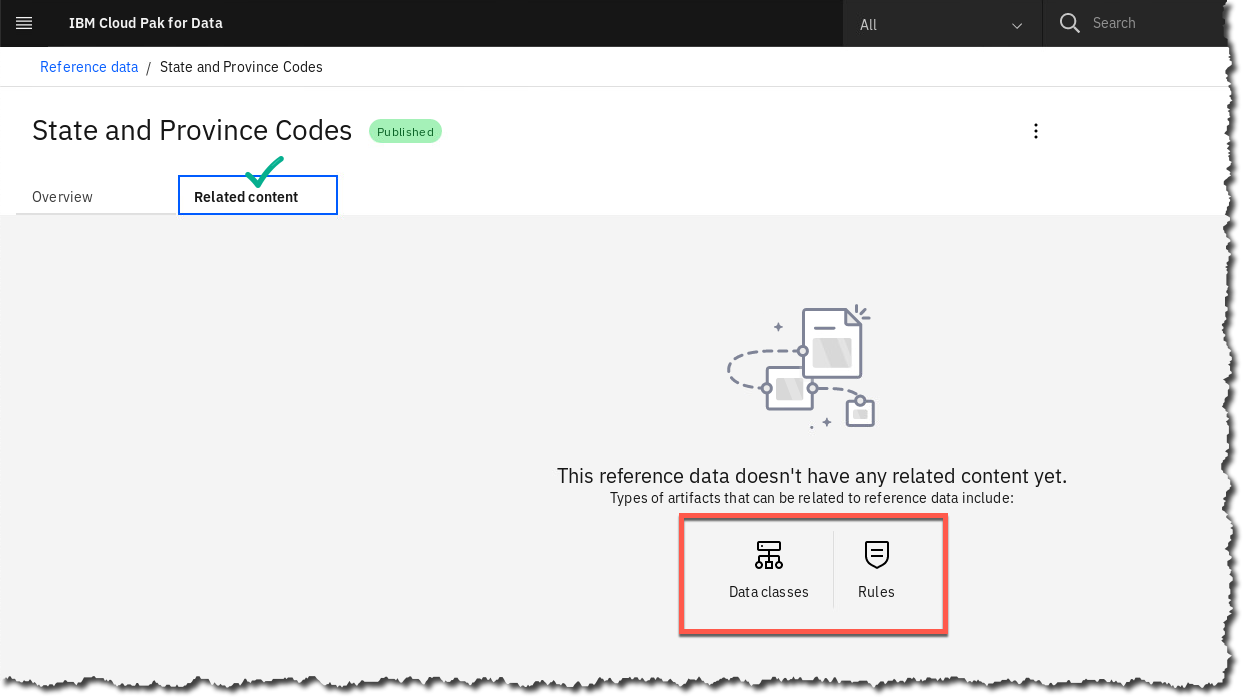 IBM Cloud Pak for Data
All
Search
Reference data / State and Province Codes
State and Province Codes
Published
Overview
Related content
This reference data doesn't have any related content yet.
Types of artifacts that can be related to reference data include:
Data classes
Rules